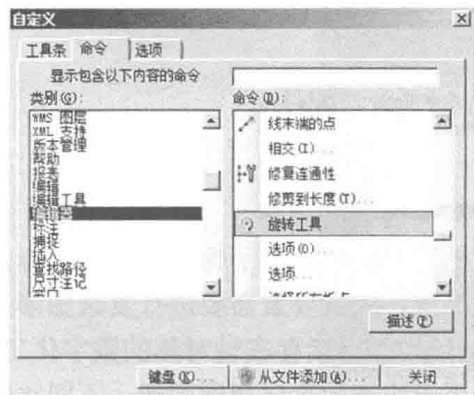 自定义
工具条 命令 选项
显示包含以下内容的命令
类别(G):
命令(D):
WMS 图层
XML 支持
版本管理
帮助
报表
编辑
编辑工具
标注
捕捉
插入
查找路径
尺寸注记
窗口
线末端的点
相交(I)...
修复连通性
修剪到长度(T)...
旋转工具
选项(O)...
选项...
描述(P)
键盘(K)...
从文件添加(A)...
关闭